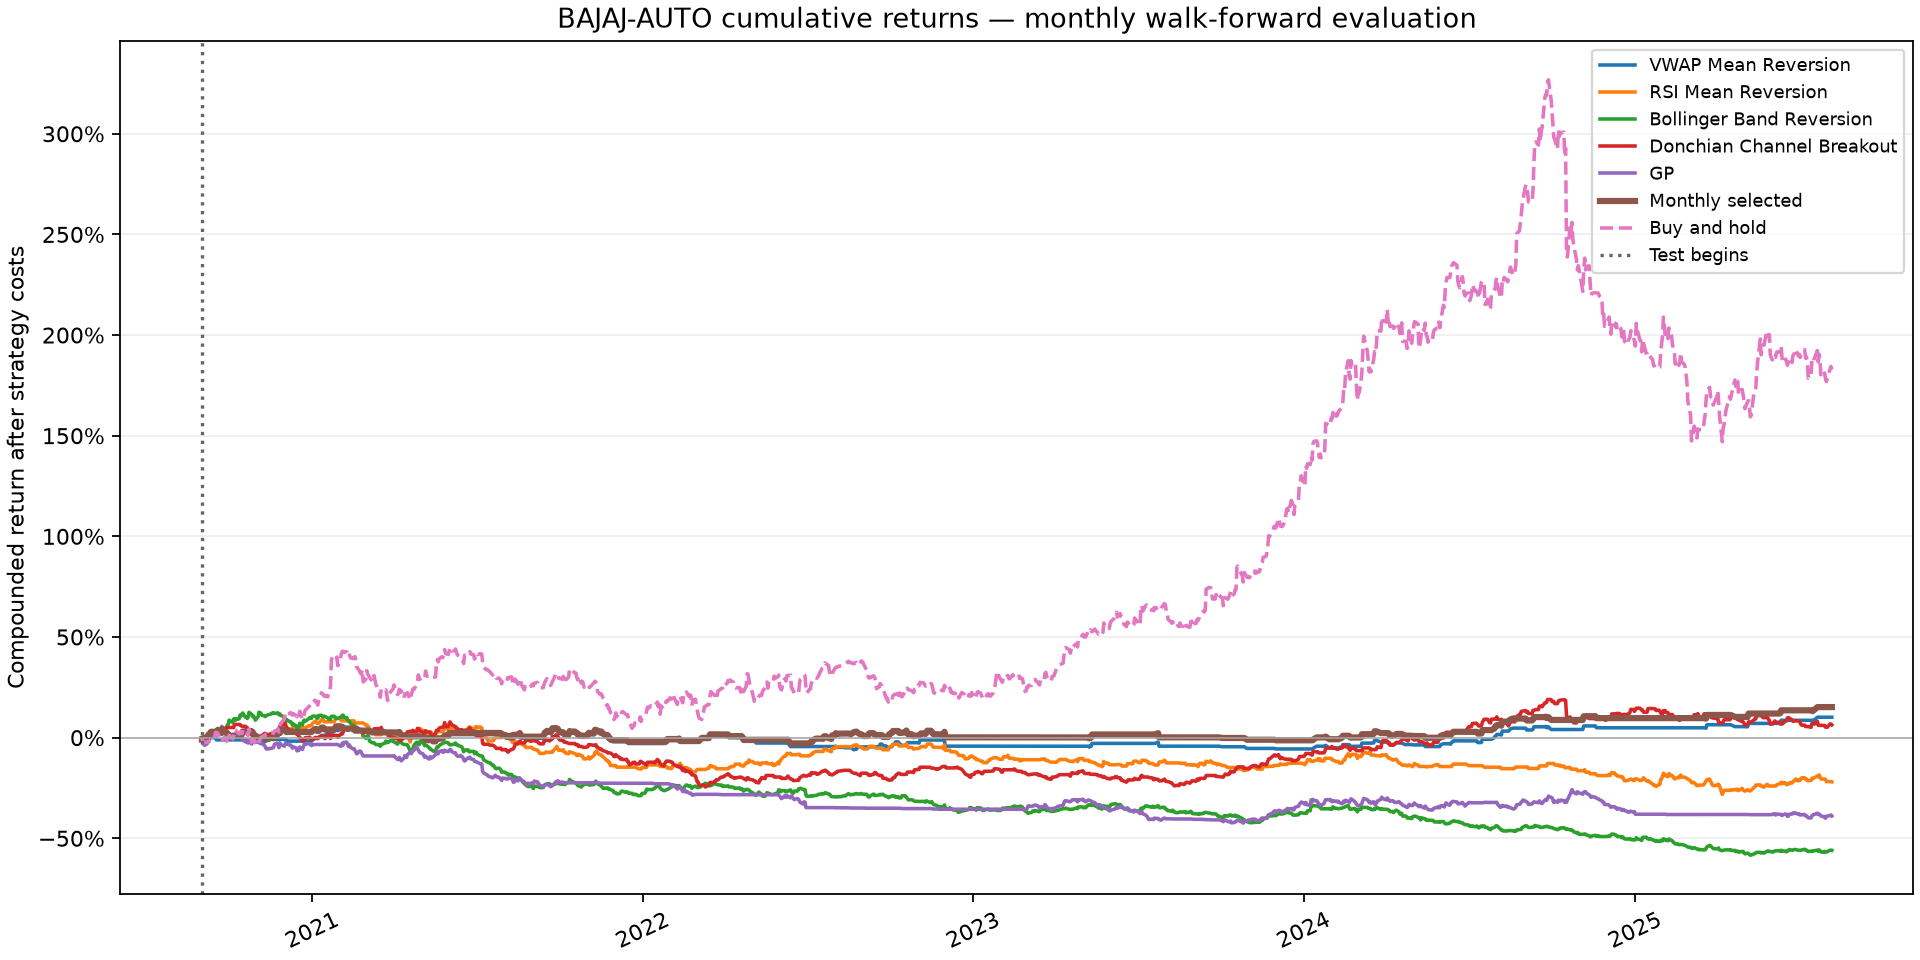 BAJAJ-AUTO cumulative returns — monthly walk-forward evaluation
Compounded return after strategy costs
300%
250%
200%
150%
100%
50%
0%
−50%
2021
2022
2023
2024
2025
VWAP Mean Reversion
RSI Mean Reversion
Bollinger Band Reversion
Donchian Channel Breakout
GP
Monthly selected
Buy and hold
Test begins